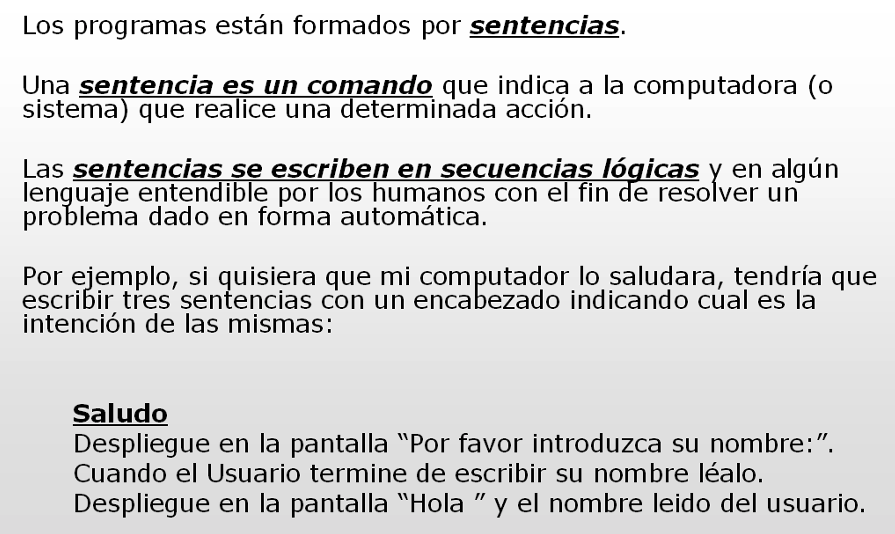 Los programas están formados por sentencias.
Una sentencia es un comando que indica a la computadora (o
sistema) que realice una determinada acción.
Las sentencias se escriben en secuencias lógicas y en algún
lenguaje entendible por los humanos con el fin de resolver un
problema dado en forma automática.
Por ejemplo, si quisiera que mi computador lo saludara, tendría que
escribir tres sentencias con un encabezado indicando cual es la
intención de las mismas:
Saludo
Despliegue en la pantalla “Por favor introduzca su nombre:”.
Cuando el Usuario termine de escribir su nombre léalo.
Despliegue en la pantalla “Hola ” y el nombre leido del usuario.